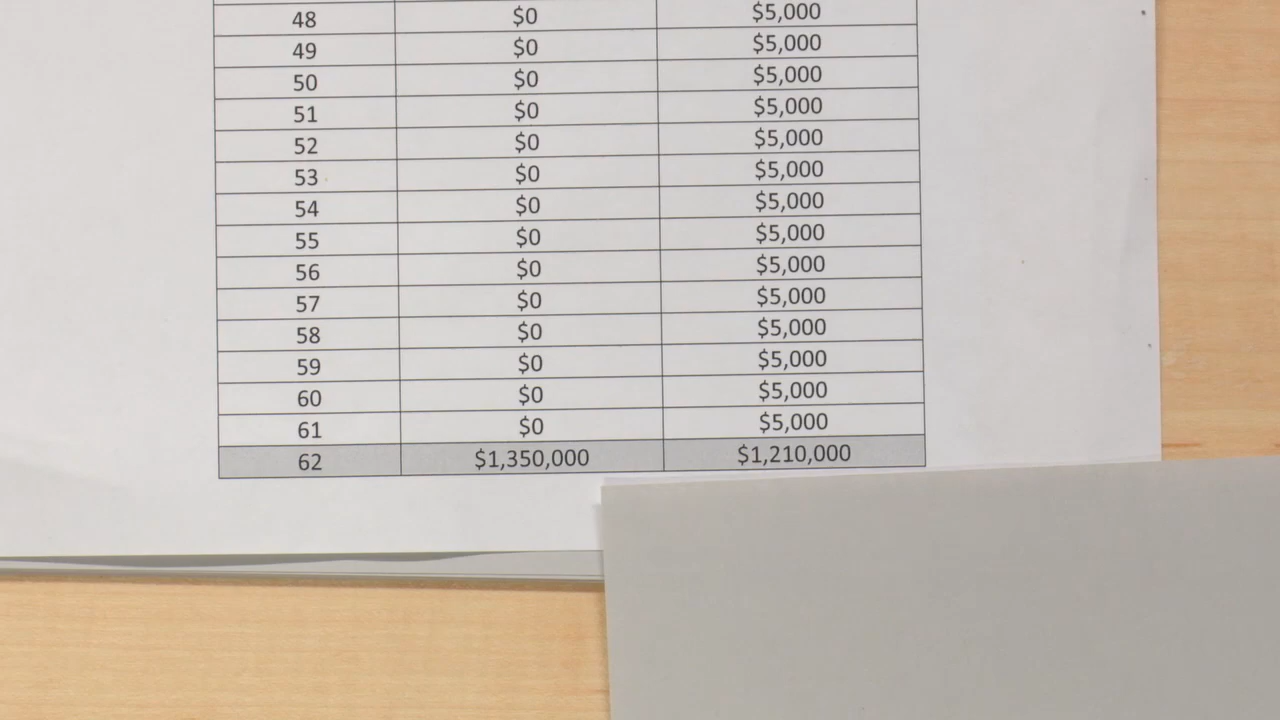 48 $0 $5,000
49 $0 $5,000
50 $0 $5,000
51 $0 $5,000
52 $0 $5,000
53 $0 $5,000
54 $0 $5,000
55 $0 $5,000
56 $0 $5,000
57 $0 $5,000
58 $0 $5,000
59 $0 $5,000
60 $0 $5,000
61 $0 $5,000
62 $1,350,000 $1,210,000